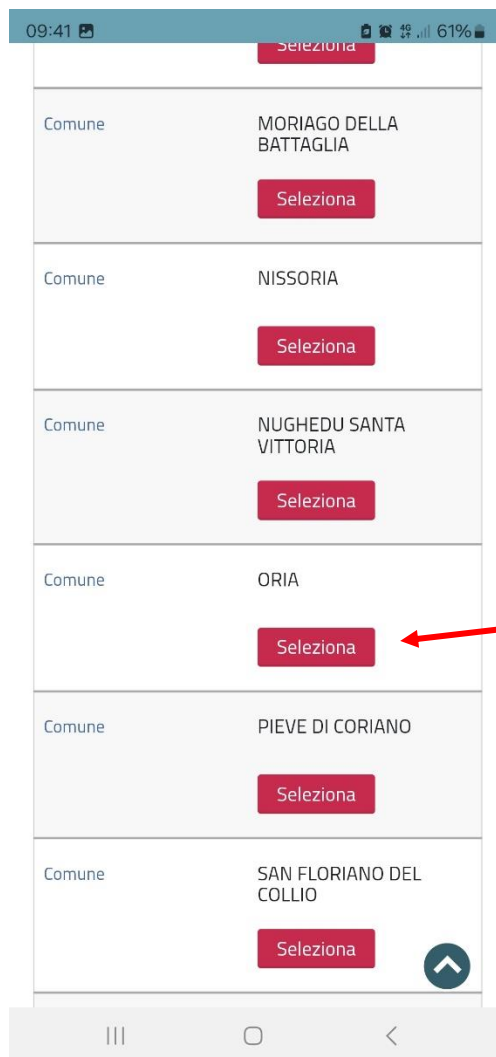 09:41 4G 61%
Seleziona
Comune MORIAGO DELLA
BATTAGLIA
Seleziona
Comune NISSORIA
Seleziona
Comune NUGHEDU SANTA
VITTORIA
Seleziona
Comune ORIA
Seleziona
Comune PIEVE DI CORIANO
Seleziona
Comune SAN FLORIANO DEL
COLLIO
Seleziona